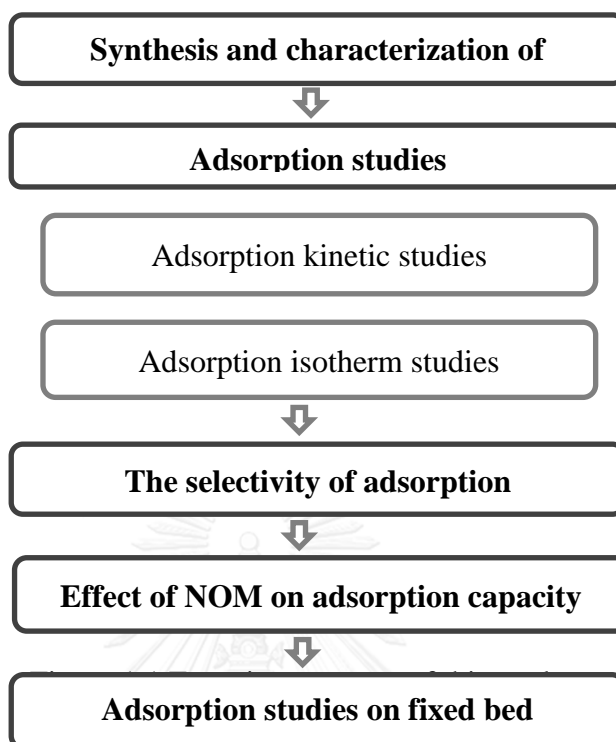 Synthesis and characterization of
Adsorption studies
Adsorption kinetic studies
Adsorption isotherm studies
The selectivity of adsorption
Effect of NOM on adsorption capacity
Adsorption studies on fixed bed